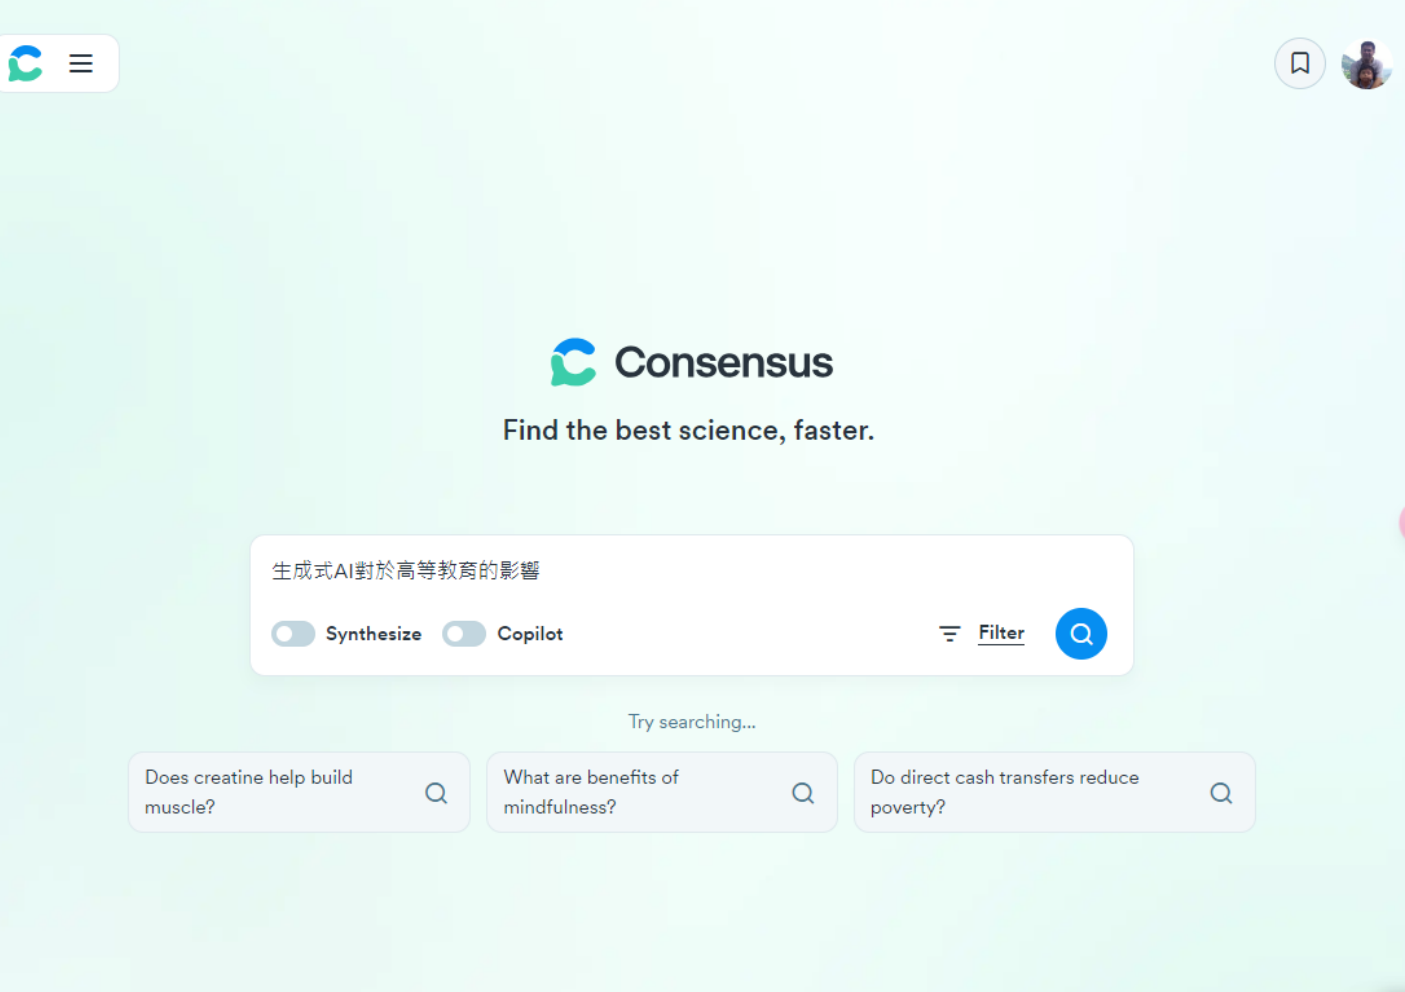 Consensus
Find the best science, faster.
生成式AI對於高等教育的影響
Synthesize Copilot Filter
Try searching...
Does creatine help build
muscle?
What are benefits of
mindfulness?
Do direct cash transfers reduce
poverty?